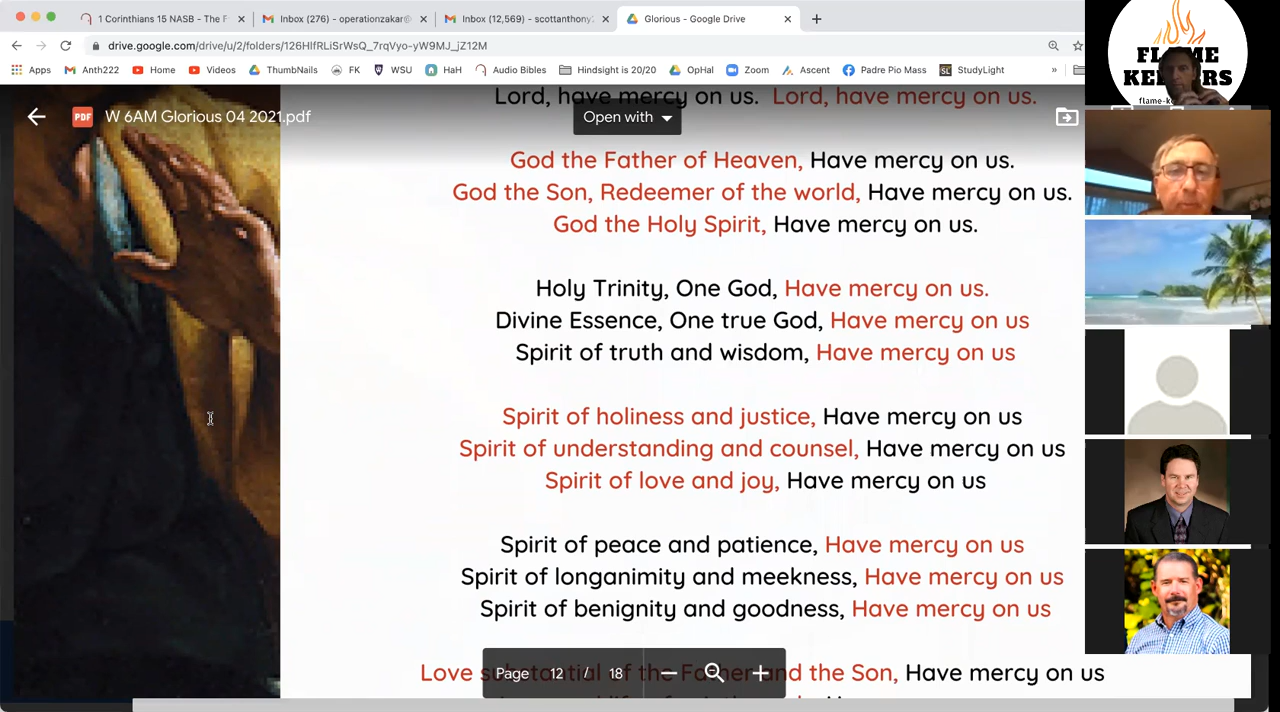 1 Corinthians 15 NASB - The F
Inbox (276) - operationzakar@
Inbox (12,569) - scottanthony
Glorious - Google Drive
drive.google.com/drive/u/2/folders/126HIfRLiSrWsQ_7rqVyo-yW9MJ_jZ12M
Apps
Anth222
Home
Videos
ThumbNails
FK
WSU
HaH
Audio Bibles
Hindsight is 20/20
OpHal
Zoom
Ascent
Padre Pio Mass
StudyLight
FLAME
KEEPERS
W 6AM Glorious 04 2021.pdf
Open with
Lord, have mercy on us. Lord, have mercy on us.
God the Father of Heaven, Have mercy on us.
God the Son, Redeemer of the world, Have mercy on us.
God the Holy Spirit, Have mercy on us.
Holy Trinity, One God, Have mercy on us.
Divine Essence, One true God, Have mercy on us
Spirit of truth and wisdom, Have mercy on us
Spirit of holiness and justice, Have mercy on us
Spirit of understanding and counsel, Have mercy on us
Spirit of love and joy, Have mercy on us
Spirit of peace and patience, Have mercy on us
Spirit of longanimity and meekness, Have mercy on us
Spirit of benignity and goodness, Have mercy on us
Love substantial of the Father and the Son, Have mercy on us
Page 12 / 18